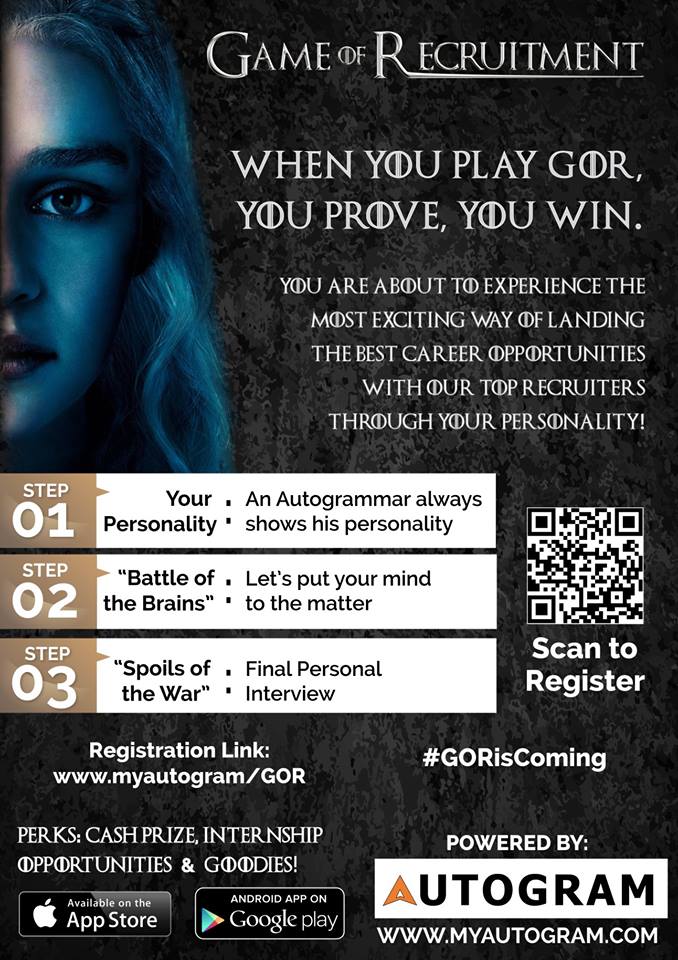 GAME OF RECRUITMENT
WHEN YOU PLAY GOR,
YOU PROVE, YOU WIN.
YOU ARE ABOUT TO EXPERIENCE THE
MOST EXCITING WAY OF LANDING
THE BEST CAREER OPPORTUNITIES
WITH OUR TOP RECRUITERS
THROUGH YOUR PERSONALITY!
STEP
01
Your : An Autogrammar always
Personality shows his personality
STEP
02
“Battle of : Let’s put your mind
the Brains” to the matter
STEP
03
“Spoils of : Final Personal
the War” Interview
Scan to
Register
Registration Link:
www.myautogram/GOR
#GORisComing
PERKS: CASH PRIZE, INTERNSHIP
OPPORTUNITIES & GOODIES!
Available on the
App Store
ANDROID APP ON
Google play
POWERED BY:
AUTOGRAM
WWW.MYAUTOGRAM.COM